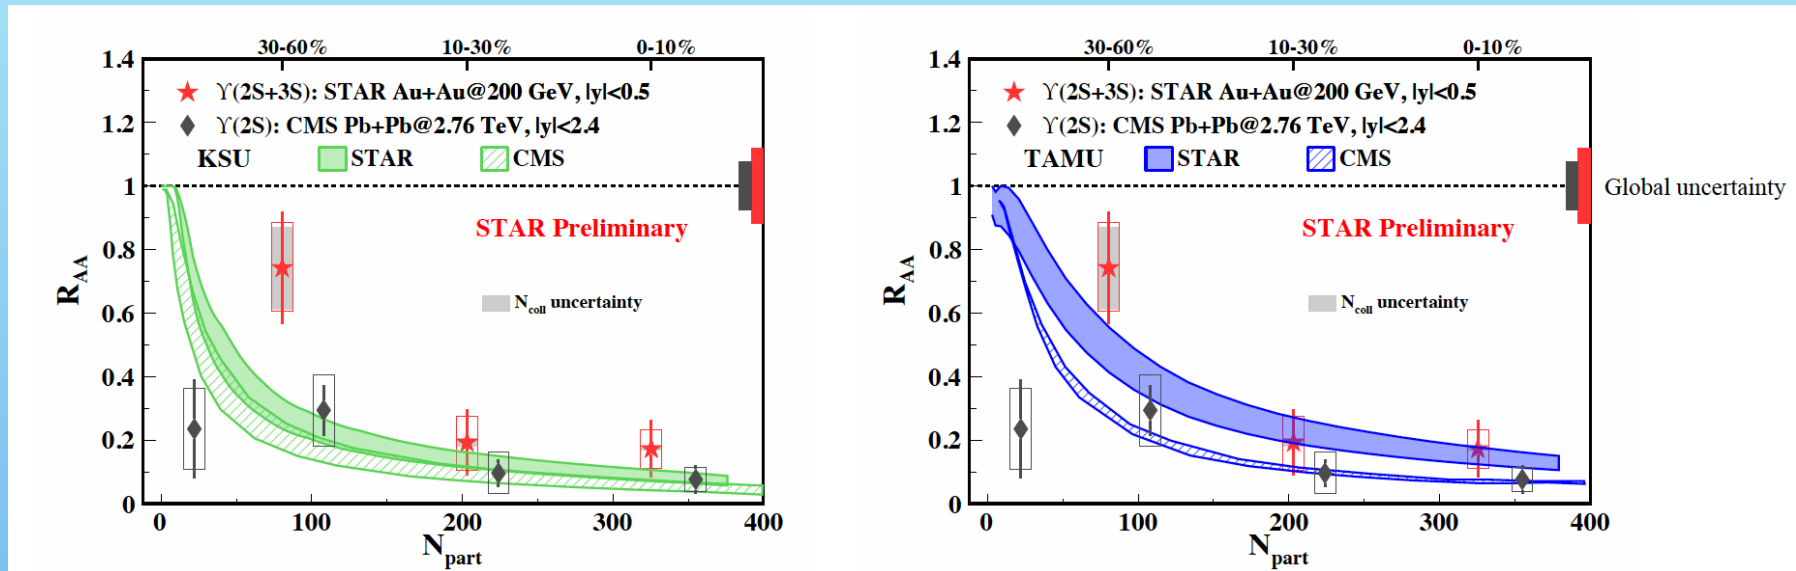 30-60% 10-30% 0-10%
1.4
ϒ(2S+3S): STAR Au+Au@200 GeV, |y|<0.5
1.2
ϒ(2S): CMS Pb+Pb@2.76 TeV, |y|<2.4
KSU STAR CMS
1
STAR Preliminary
0.8
R_AA
N_coll uncertainty
0.6
0.4
0.2
0
0 100 200 300 400
N_part
30-60% 10-30% 0-10%
1.4
ϒ(2S+3S): STAR Au+Au@200 GeV, |y|<0.5
1.2
ϒ(2S): CMS Pb+Pb@2.76 TeV, |y|<2.4
TAMU STAR CMS
1
Global uncertainty
STAR Preliminary
0.8
R_AA
N_coll uncertainty
0.6
0.4
0.2
0
0 100 200 300 400
N_part